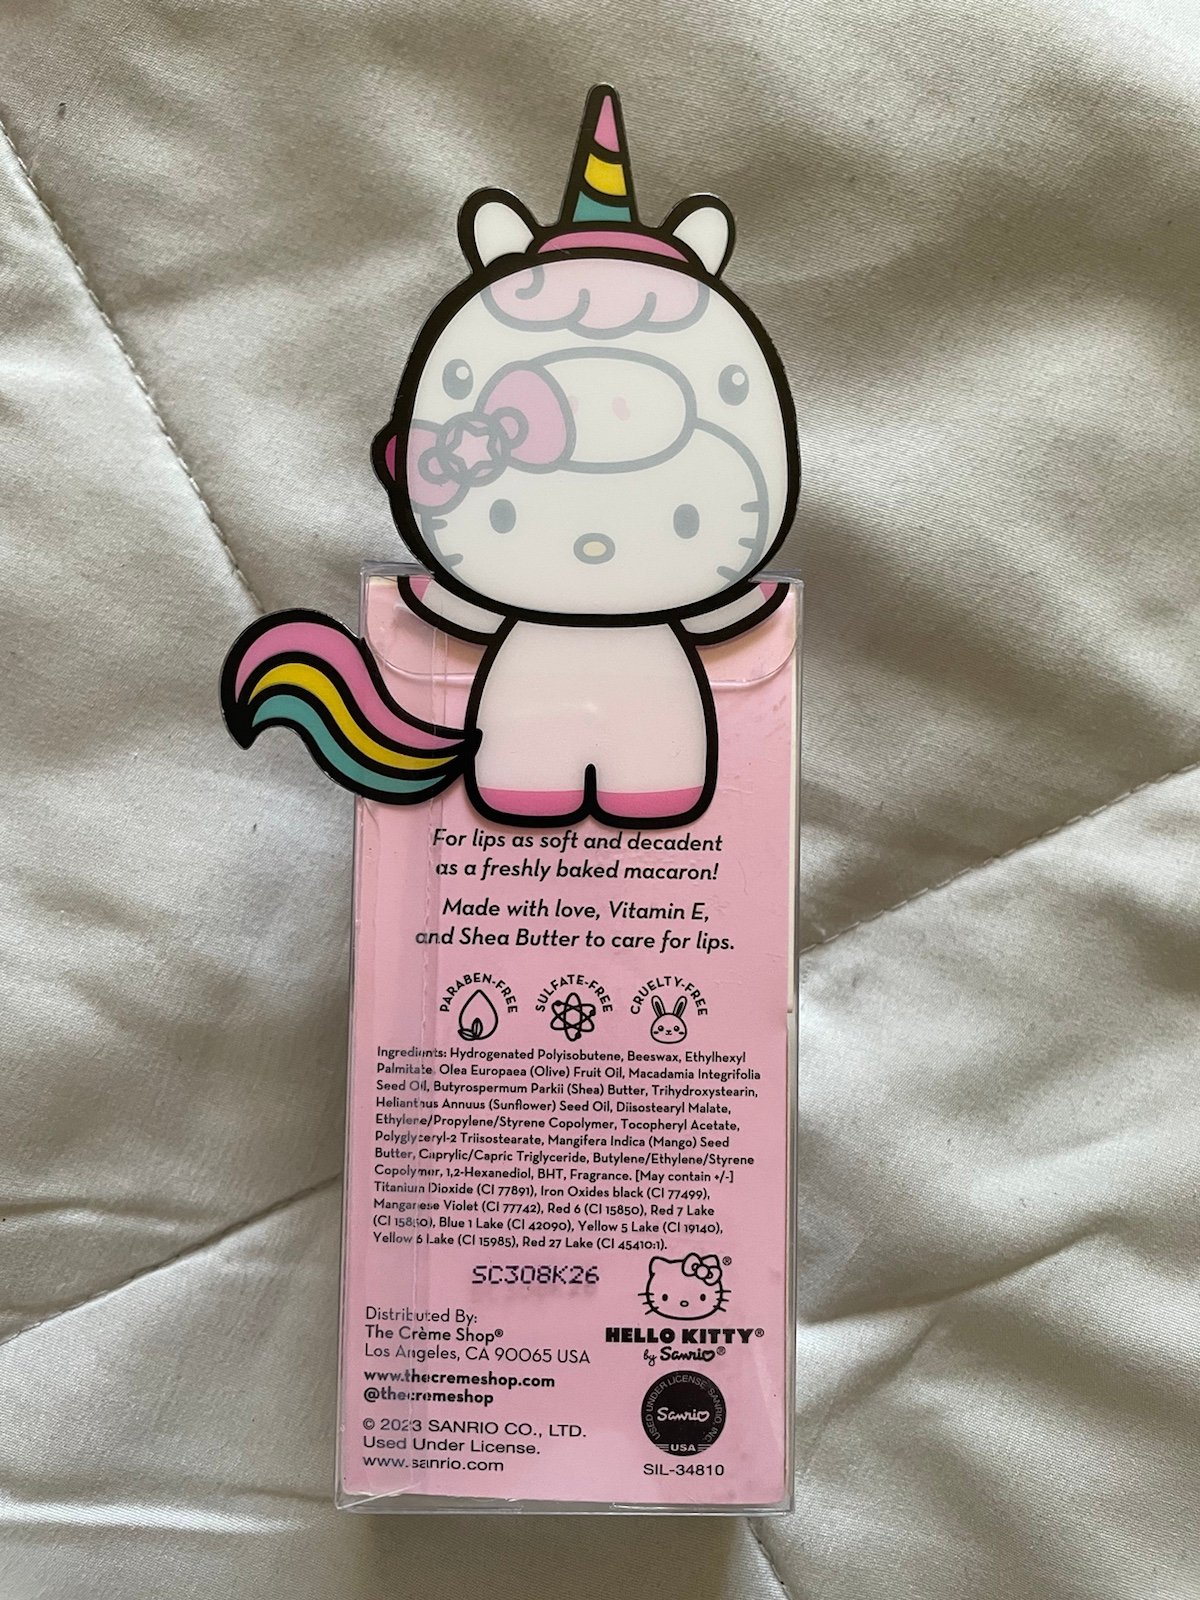 For lips as soft and decadent
as a freshly baked macaron!
Made with love, Vitamin E,
and Shea Butter to care for lips.
PARABEN-FREE
SULFATE-FREE
CRUELTY-FREE
Ingredients: Hydrogenated Polyisobutene, Beeswax, Ethylhexyl
Palmitate, Olea Europaea (Olive) Fruit Oil, Macadamia Integrifolia
Seed Oil, Butyrospermum Parkii (Shea) Butter, Trihydroxystearin,
Helianthus Annuus (Sunflower) Seed Oil, Diisostearyl Malate,
Ethylene/Propylene/Styrene Copolymer, Tocopheryl Acetate,
Polyglyceryl-2 Triisostearate, Mangifera Indica (Mango) Seed
Butter, Caprylic/Capric Triglyceride, Butylene/Ethylene/Styrene
Copolymer, 1,2-Hexanediol, BHT, Fragrance. [May contain +/-]
Titanium Dioxide (CI 77891), Iron Oxides black (CI 77499),
Manganese Violet (CI 77742), Red 6 (CI 15850), Red 7 Lake
(CI 15850), Blue 1 Lake (CI 42090), Yellow 5 Lake (CI 19140),
Yellow 6 Lake (CI 15985), Red 27 Lake (CI 45410:1).
SC308K26
Distributed By:
The Crème Shop®
Los Angeles, CA 90065 USA
www.thecremeshop.com
@thecremeshop
© 2023 SANRIO CO., LTD.
Used Under License.
www.sanrio.com
®
HELLO KITTY®
by Sanrio®
USED UNDER LICENSE SANRIO, INC.
Sanrio
USA
SIL-34810